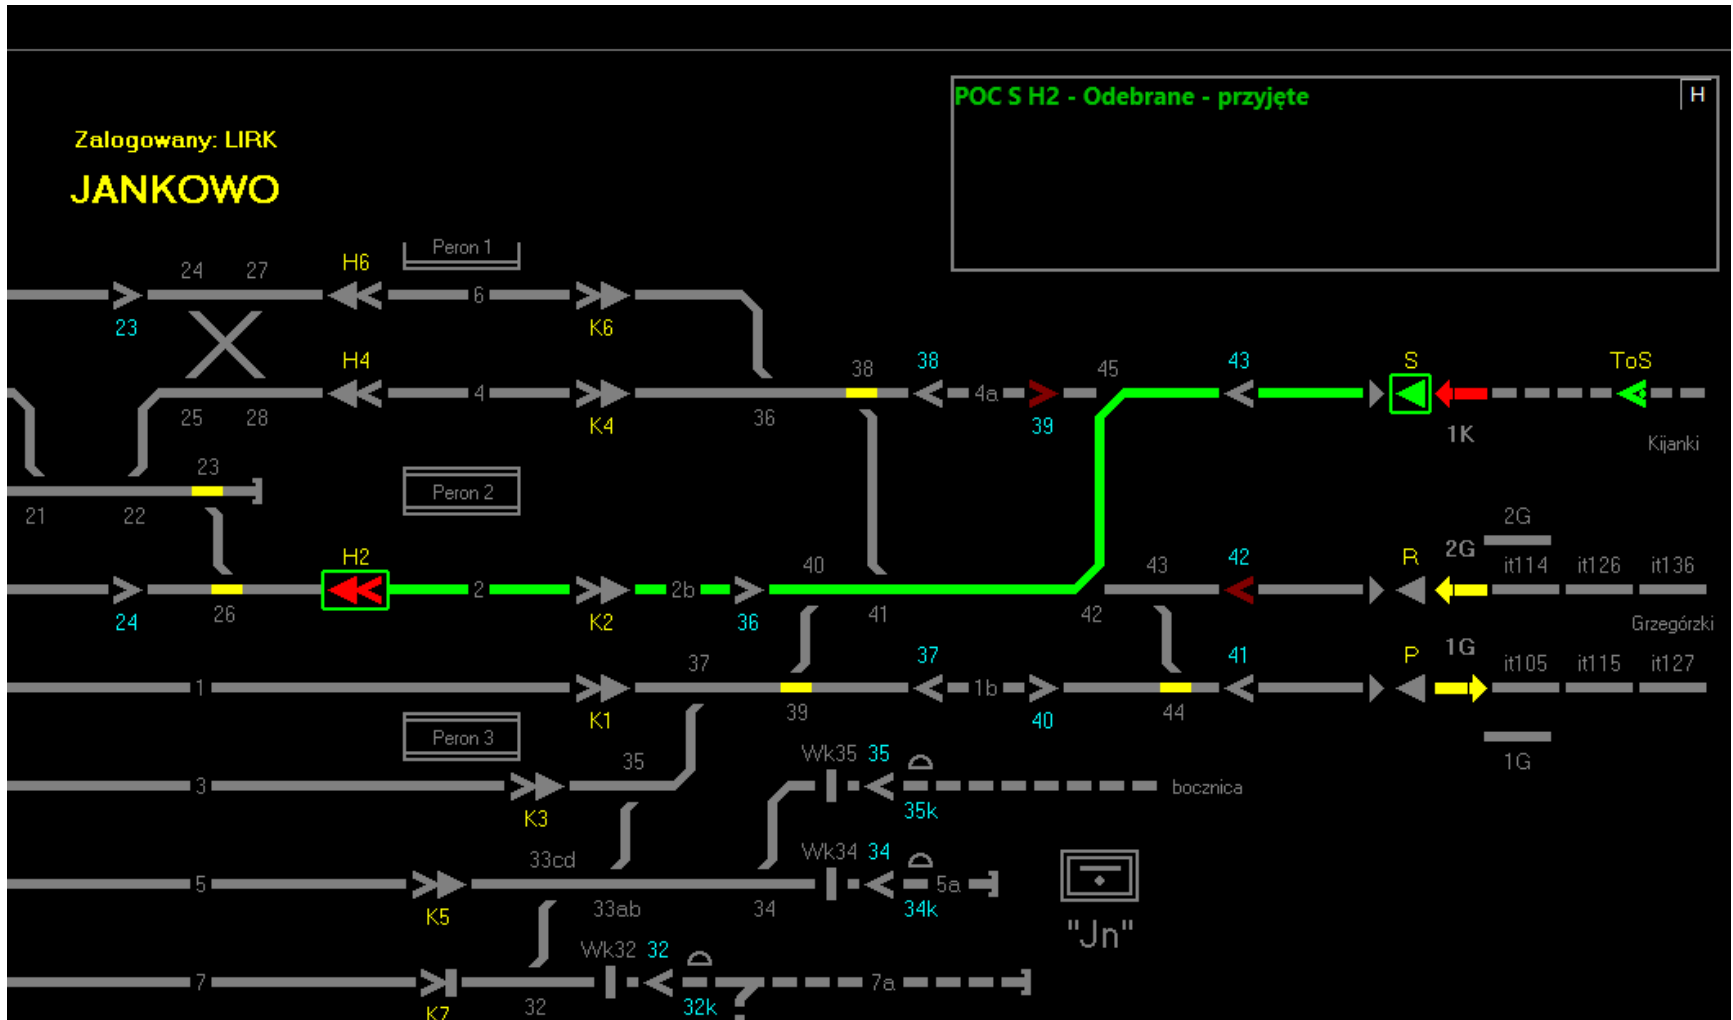 POC S H2 - Odebrane - przyjęte
H
Zalogowany: LIRK
JANKOWO
Peron 1
24 27 H6
6
23 K6
H4 38 38 45 43 S ToS
4 4a
25 28 K4 36 39 1K
Kijanki
23
Peron 2
21 22
2G
H2 40 43 42 R 2G it114 it126 it136
2 2b
24 26 K2 36 41 42
Grzegórzki
37 37 41 P 1G it105 it115 it127
1 1b
K1 39 40 44
Peron 3
1G
35 Wk35 35
3 bocznica
K3 35k
33cd Wk34 34
5 5a
K5 33ab 34 34k
"Jn"
Wk32 32
7 7a
K7 32 32k